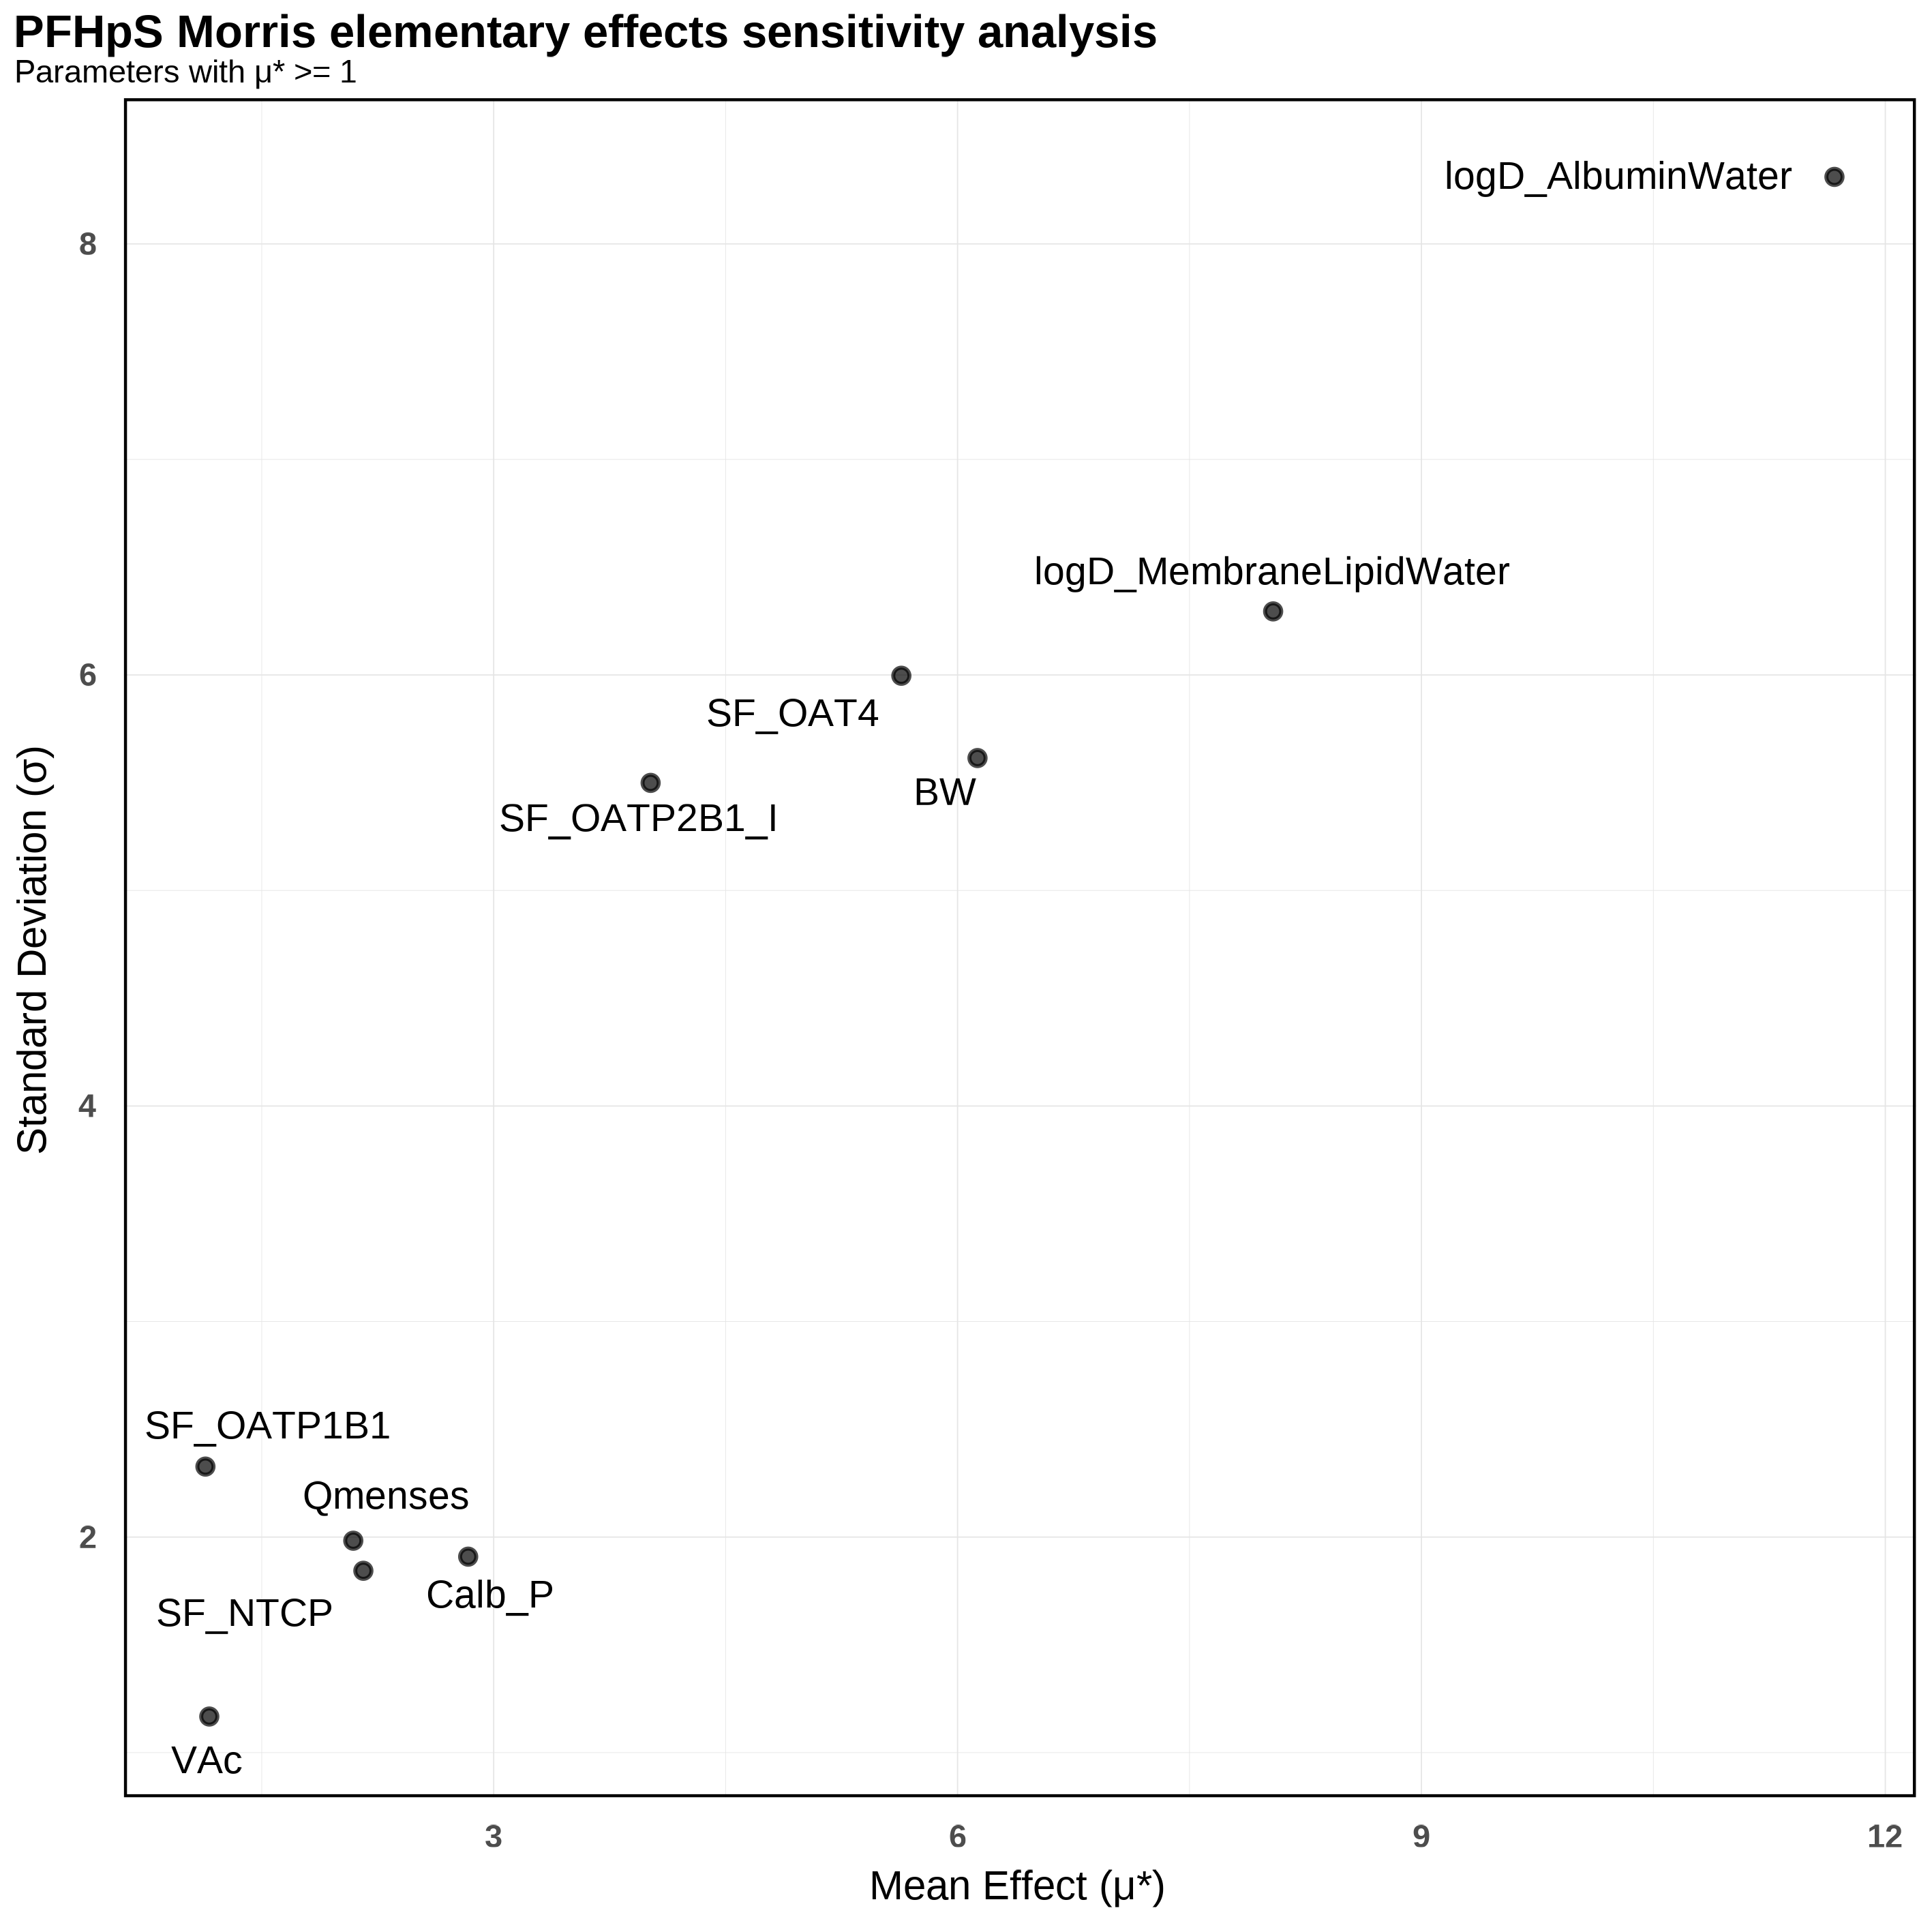 PFHpS Morris elementary effects sensitivity analysis
Parameters with μ* >= 1
logD_AlbuminWater
8
logD_MembraneLipidWater
6
SF_OAT4
BW
SF_OATP2B1_I
Standard Deviation (σ)
4
SF_OATP1B1
Qmenses
2
Calb_P
SF_NTCP
VAc
3
6
9
12
Mean Effect (μ*)